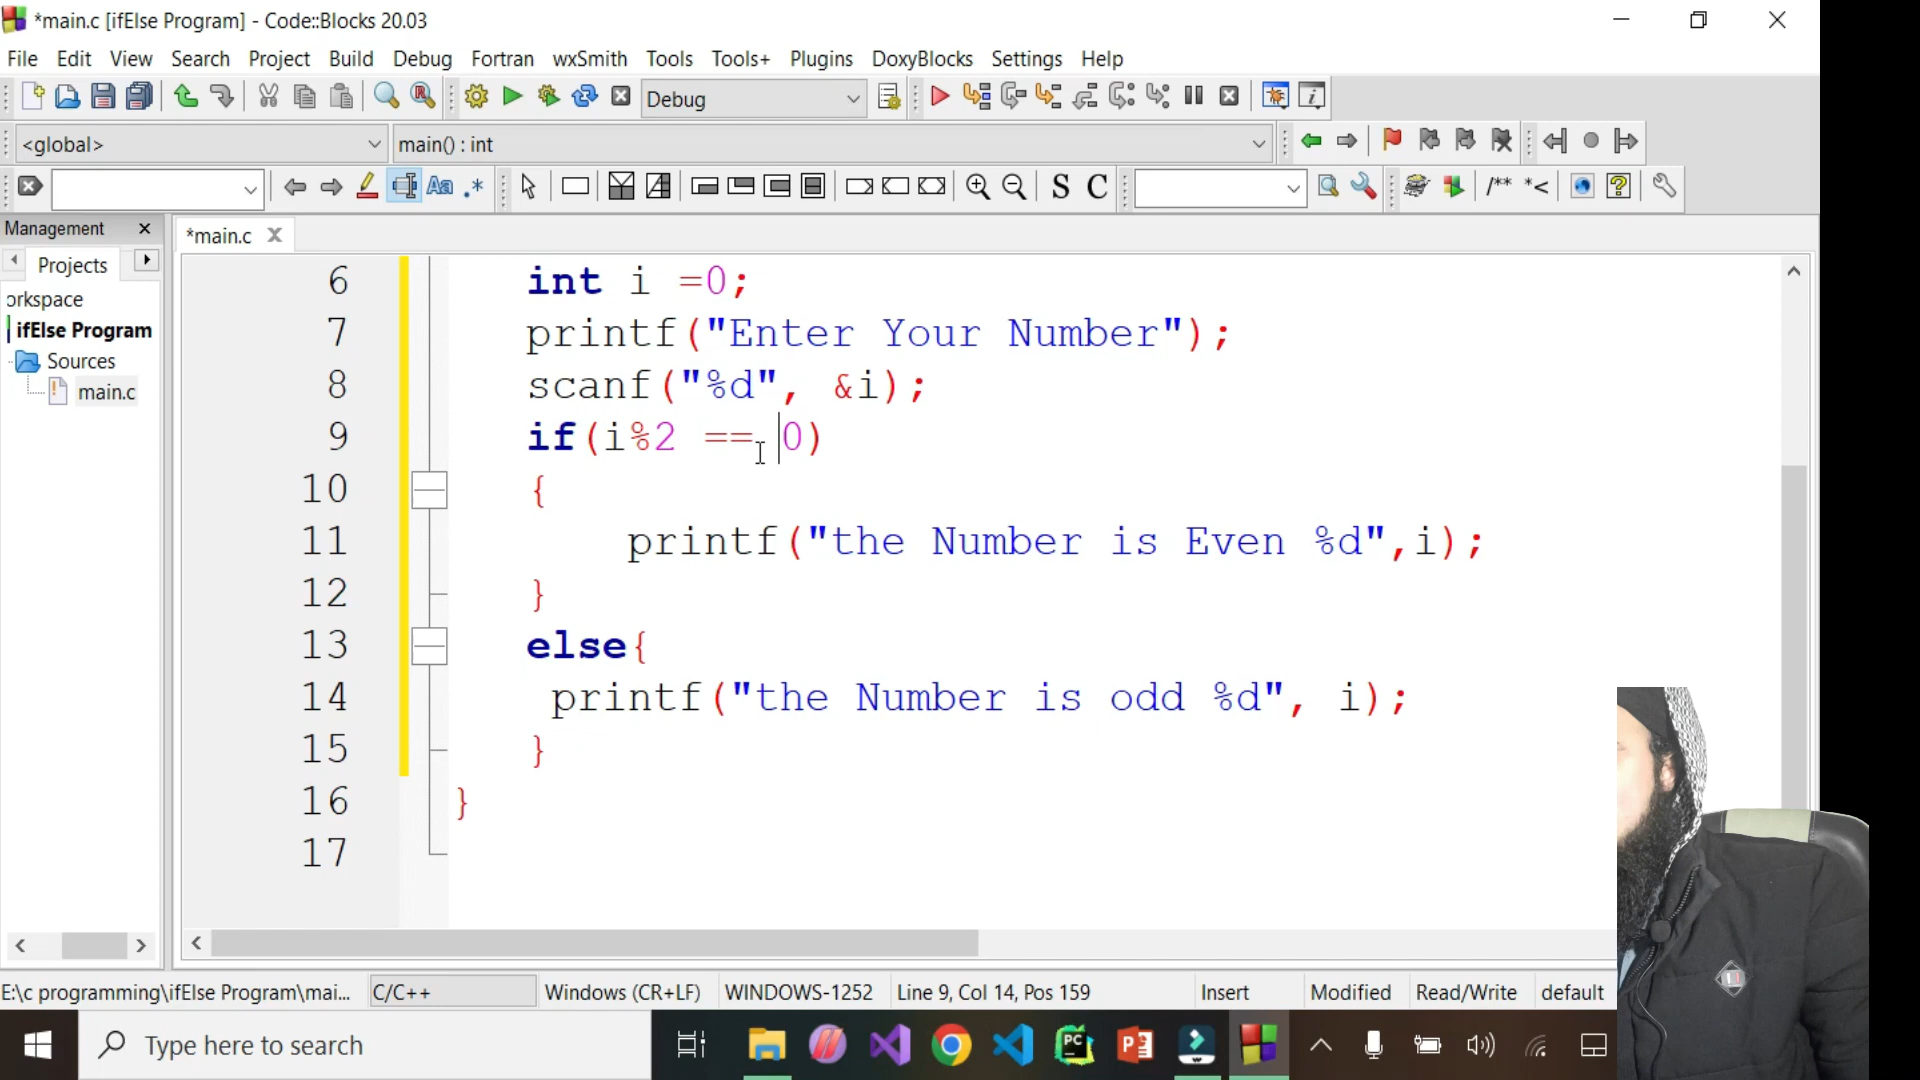 *main.c [ifElse Program] - Code::Blocks 20.03
File Edit View Search Project Build Debug Fortran wxSmith Tools Tools+ Plugins DoxyBlocks Settings Help
Debug
<global> main() : int
Aa .* S C /** *<
Management
*main.c
Projects
orkspace
ifElse Program
Sources
main.c
6 int i =0;
7 printf("Enter Your Number");
8 scanf("%d", &i);
9 if(i%2 == 0)
10 {
11 printf("the Number is Even %d",i);
12 }
13 else{
14 printf("the Number is odd %d", i);
15 }
16 }
17
E:\c programming\ifElse Program\mai... C/C++ Windows (CR+LF) WINDOWS-1252 Line 9, Col 14, Pos 159 Insert Modified Read/Write default
Type here to search